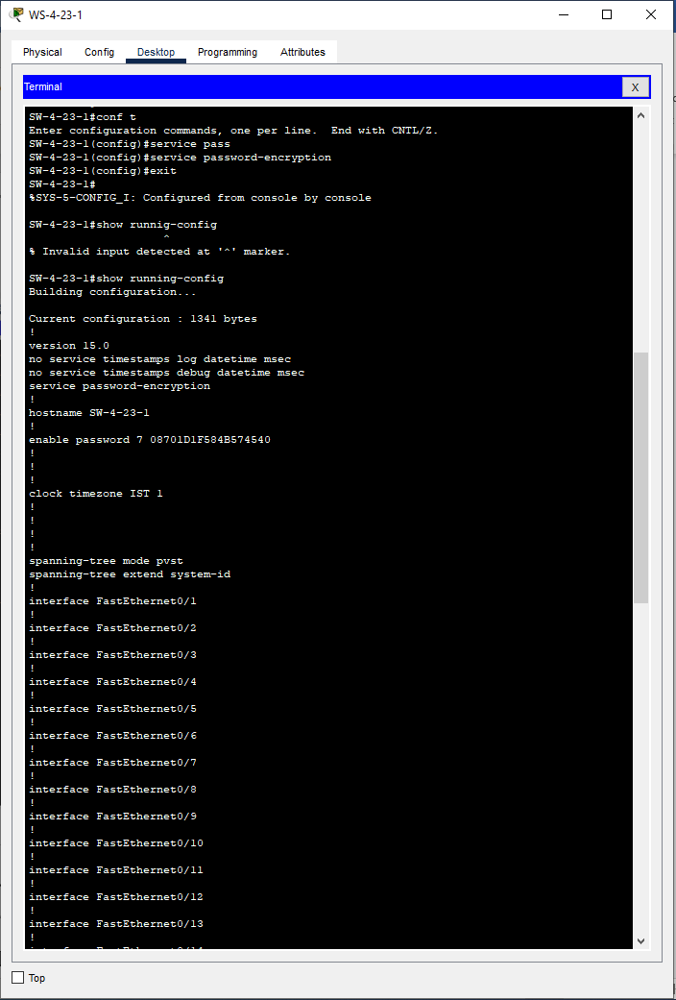 WS-4-23-1
Physical Config Desktop Programming Attributes
Terminal X
SW-4-23-1#conf t
Enter configuration commands, one per line.  End with CNTL/Z.
SW-4-23-1(config)#service pass
SW-4-23-1(config)#service password-encryption
SW-4-23-1(config)#exit
SW-4-23-1#
%SYS-5-CONFIG_I: Configured from console by console
SW-4-23-1#show runnig-config
^
% Invalid input detected at '^' marker.
SW-4-23-1#show running-config
Building configuration...
Current configuration : 1341 bytes
!
version 15.0
no service timestamps log datetime msec
no service timestamps debug datetime msec
service password-encryption
!
hostname SW-4-23-1
!
enable password 7 08701D1F584B574540
!
!
!
clock timezone IST 1
!
!
!
!
spanning-tree mode pvst
spanning-tree extend system-id
!
interface FastEthernet0/1
!
interface FastEthernet0/2
!
interface FastEthernet0/3
!
interface FastEthernet0/4
!
interface FastEthernet0/5
!
interface FastEthernet0/6
!
interface FastEthernet0/7
!
interface FastEthernet0/8
!
interface FastEthernet0/9
!
interface FastEthernet0/10
!
interface FastEthernet0/11
!
interface FastEthernet0/12
!
interface FastEthernet0/13
!
Top